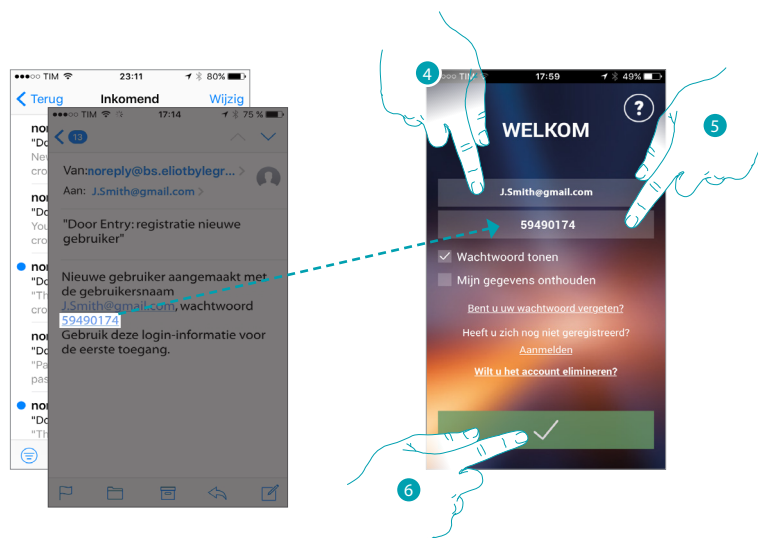 ●●●○○ TIM 23:11 80%
Terug Inkomend Wijzig
●●●○○ TIM 17:14 75 %
13
Van:noreply@bs.eliotbylegr...
Aan: J.Smith@gmail.com
"Door Entry: registratie nieuwe
gebruiker"
Nieuwe gebruiker aangemaakt met
de gebruikersnaam
J.Smith@gmail.com, wachtwoord
59490174
Gebruik deze login-informatie voor
de eerste toegang.
4
TIM 17:59 49%
?
WELKOM
5
J.Smith@gmail.com
59490174
Wachtwoord tonen
Mijn gegevens onthouden
Bent u uw wachtwoord vergeten?
Heeft u zich nog niet geregistreerd?
Aanmelden
Wilt u het account elimineren?
6